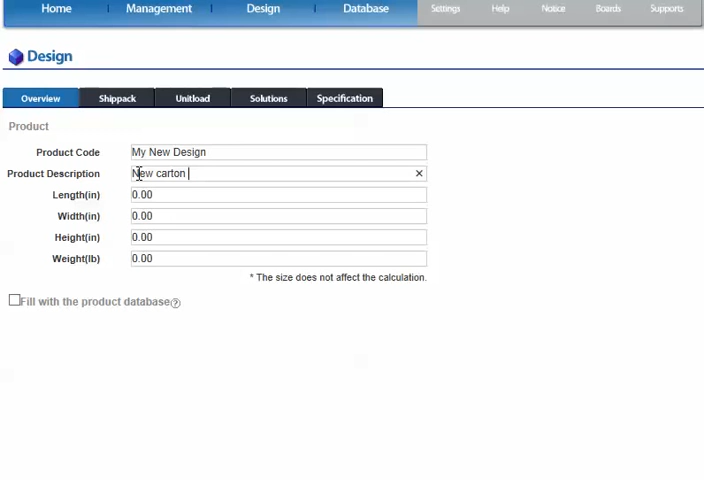 Home Management Design Database Settings Help Notice Boards Supports
Design
Overview Shippack Unitload Solutions Specification
Product
Product Code My New Design
Product Description New carton
Length(in) 0.00
Width(in) 0.00
Height(in) 0.00
Weight(lb) 0.00
* The size does not affect the calculation.
Fill with the product database?